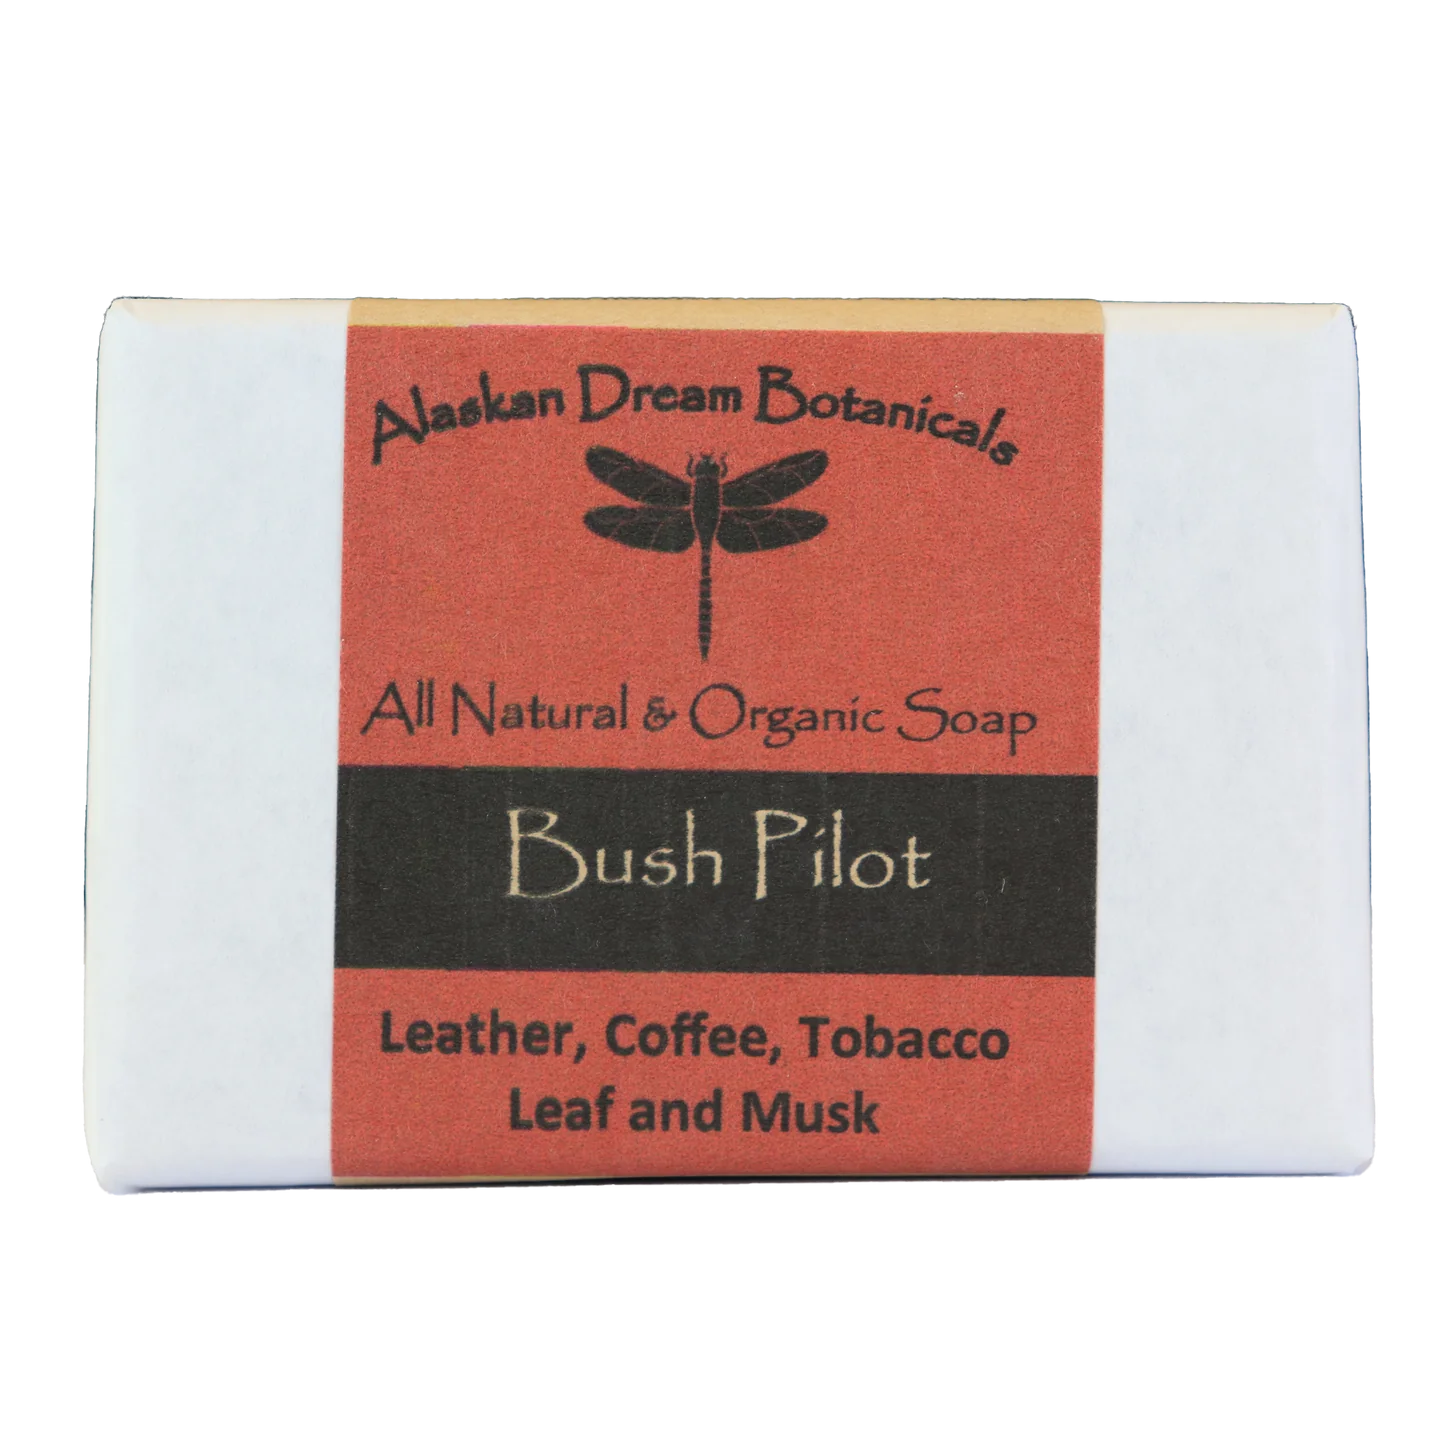 Alaskan Dream Botanicals
All Natural & Organic Soap
Bush Pilot
Leather, Coffee, Tobacco
Leaf and Musk